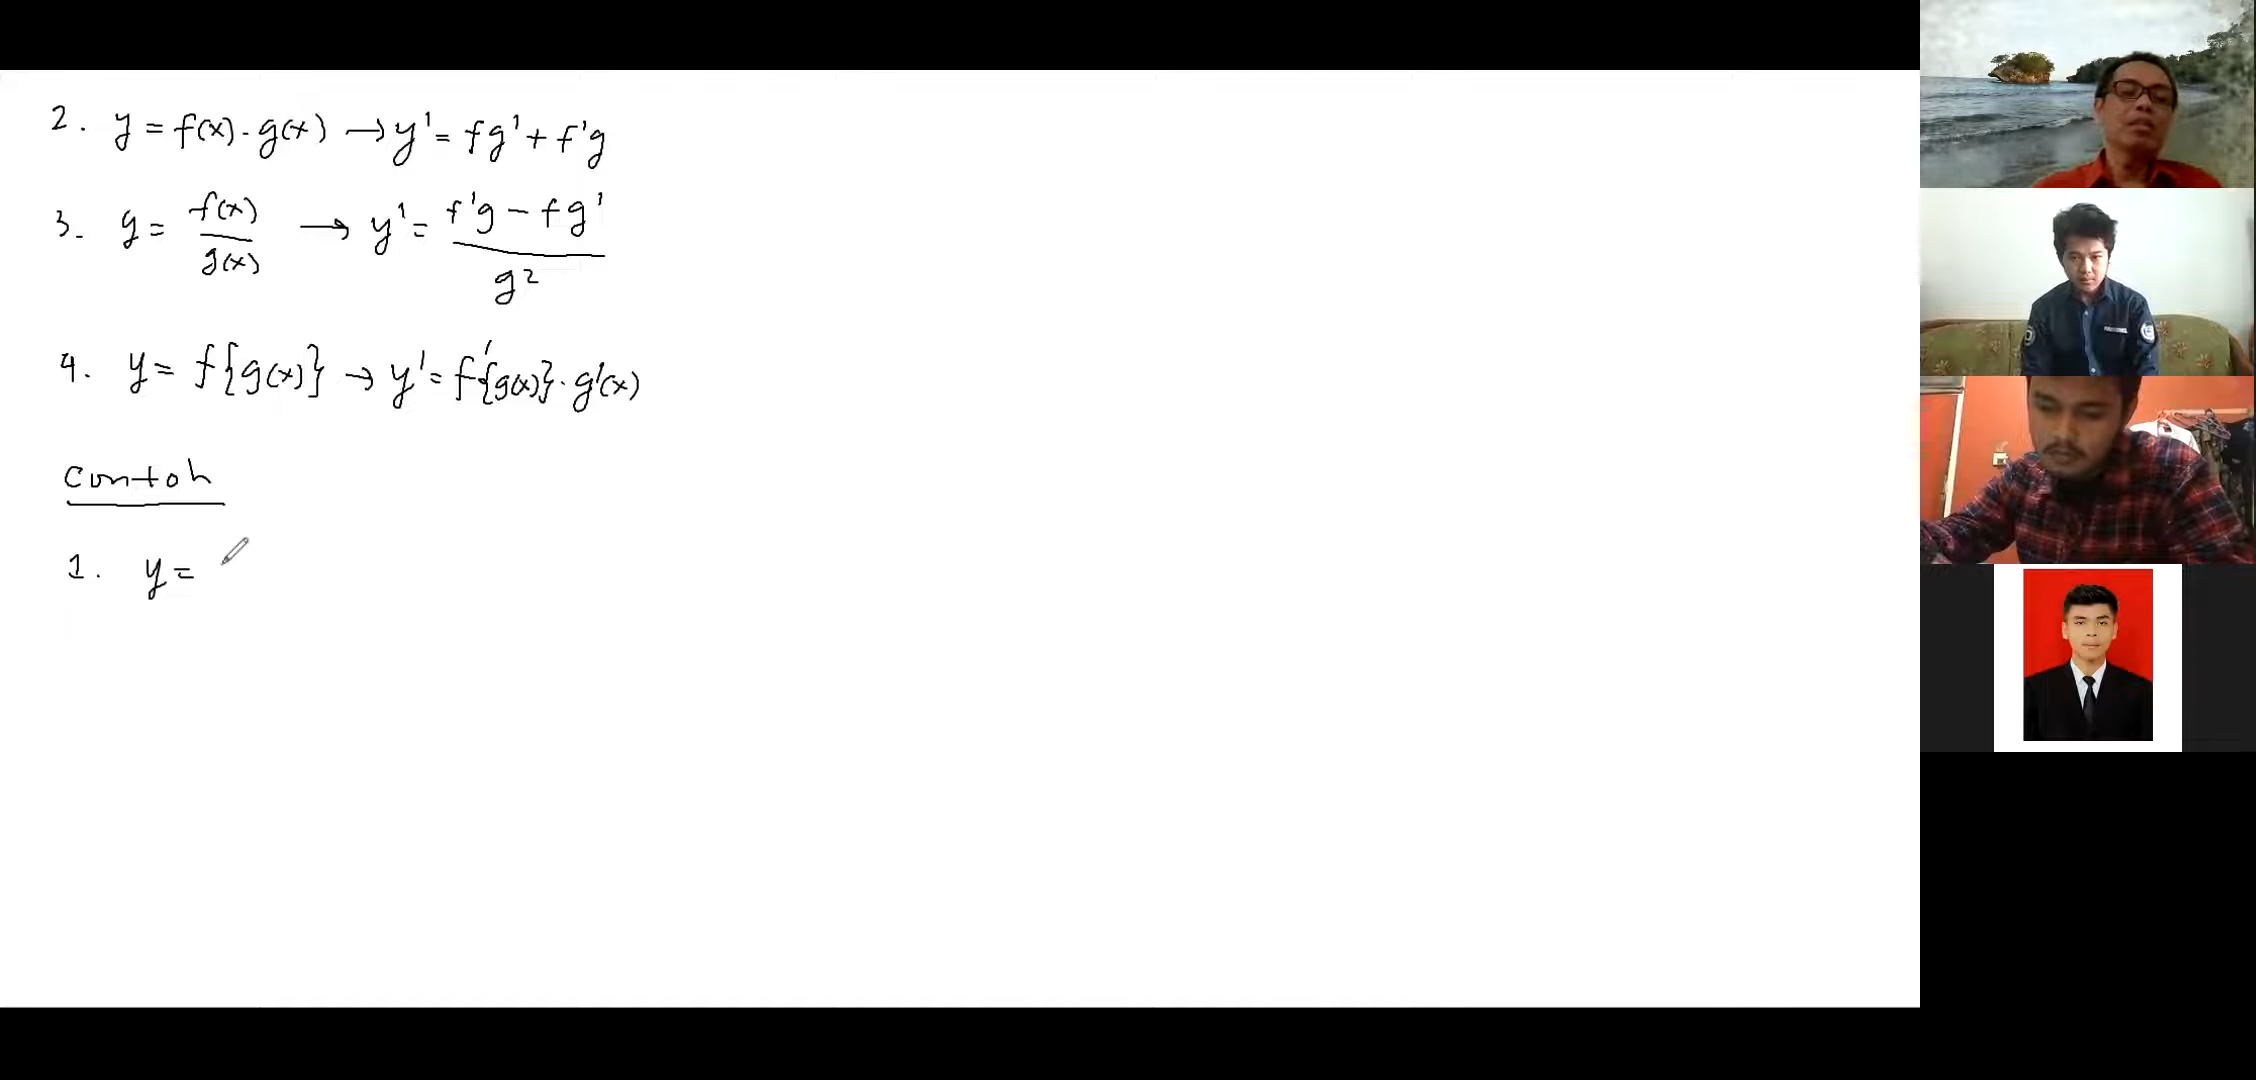 2. y = f(x) . g(x) → y' = fg' + f'g
3. y = f(x)/g(x) → y' = f'g - fg'/g²
4. y = f{g(x)} → y' = f'{g(x)} . g'(x)
Contoh
1. y =